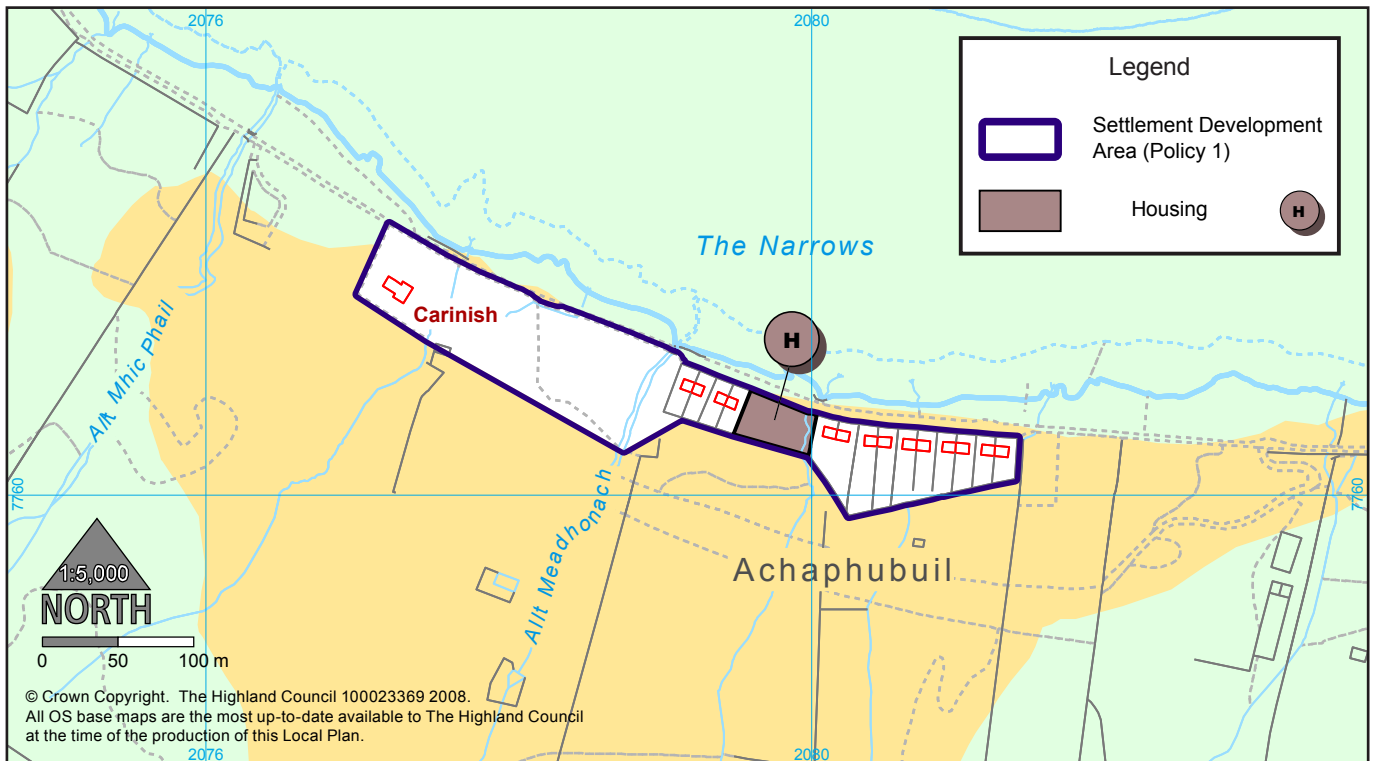 2076
2080
Legend
Settlement Development
Area (Policy 1)
Housing
H
The Narrows
H
Carinish
Allt Mhic Phail
7760
7760
Allt Meadhonach
Achaphubuil
1:5,000
NORTH
0 50 100 m
© Crown Copyright. The Highland Council 100023369 2008.
All OS base maps are the most up-to-date available to The Highland Council
at the time of the production of this Local Plan.
2076
2080